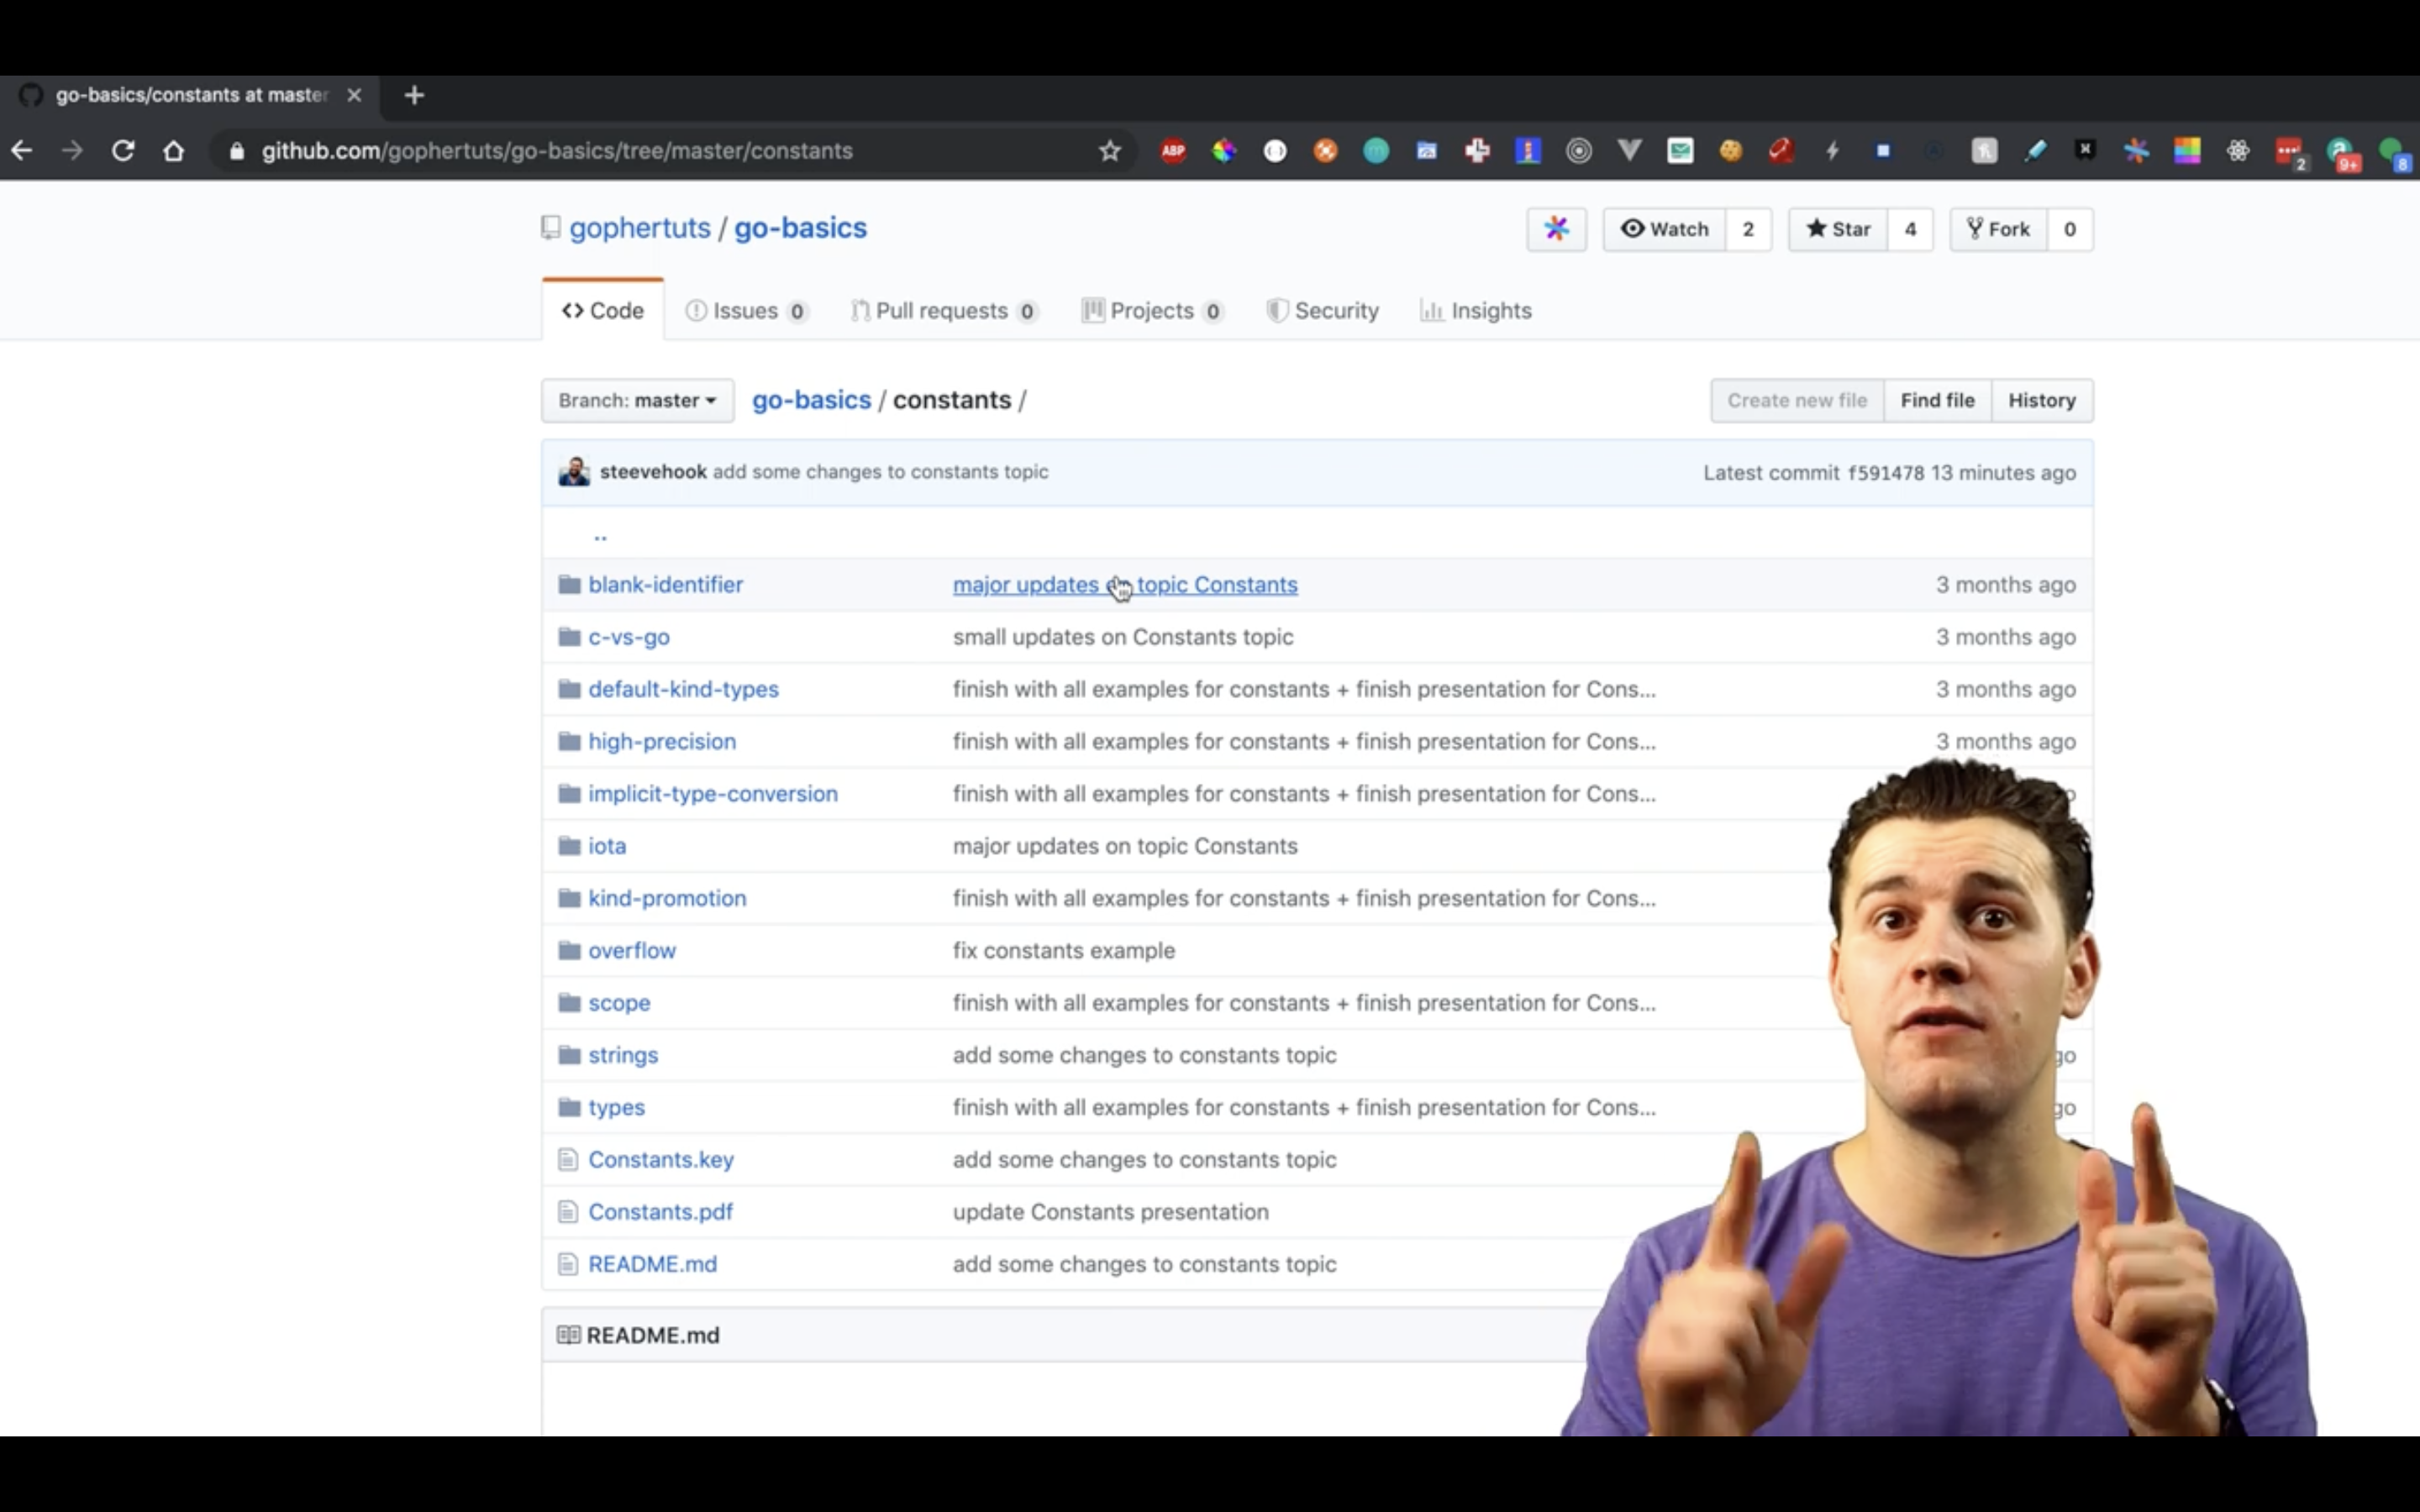 go-basics/constants at master
github.com/gophertuts/go-basics/tree/master/constants
ABP
2
9+
8
gophertuts / go-basics
Watch 2
Star 4
Fork 0
Code
Issues 0
Pull requests 0
Projects 0
Security
Insights
Branch: master
go-basics / constants /
Create new file
Find file
History
steevehook add some changes to constants topic
Latest commit f591478 13 minutes ago
..
blank-identifier major updates on topic Constants 3 months ago
c-vs-go small updates on Constants topic 3 months ago
default-kind-types finish with all examples for constants + finish presentation for Cons... 3 months ago
high-precision finish with all examples for constants + finish presentation for Cons... 3 months ago
implicit-type-conversion finish with all examples for constants + finish presentation for Cons...
iota major updates on topic Constants
kind-promotion finish with all examples for constants + finish presentation for Cons...
overflow fix constants example
scope finish with all examples for constants + finish presentation for Cons...
strings add some changes to constants topic go
types finish with all examples for constants + finish presentation for Cons... go
Constants.key add some changes to constants topic
Constants.pdf update Constants presentation
README.md add some changes to constants topic
README.md